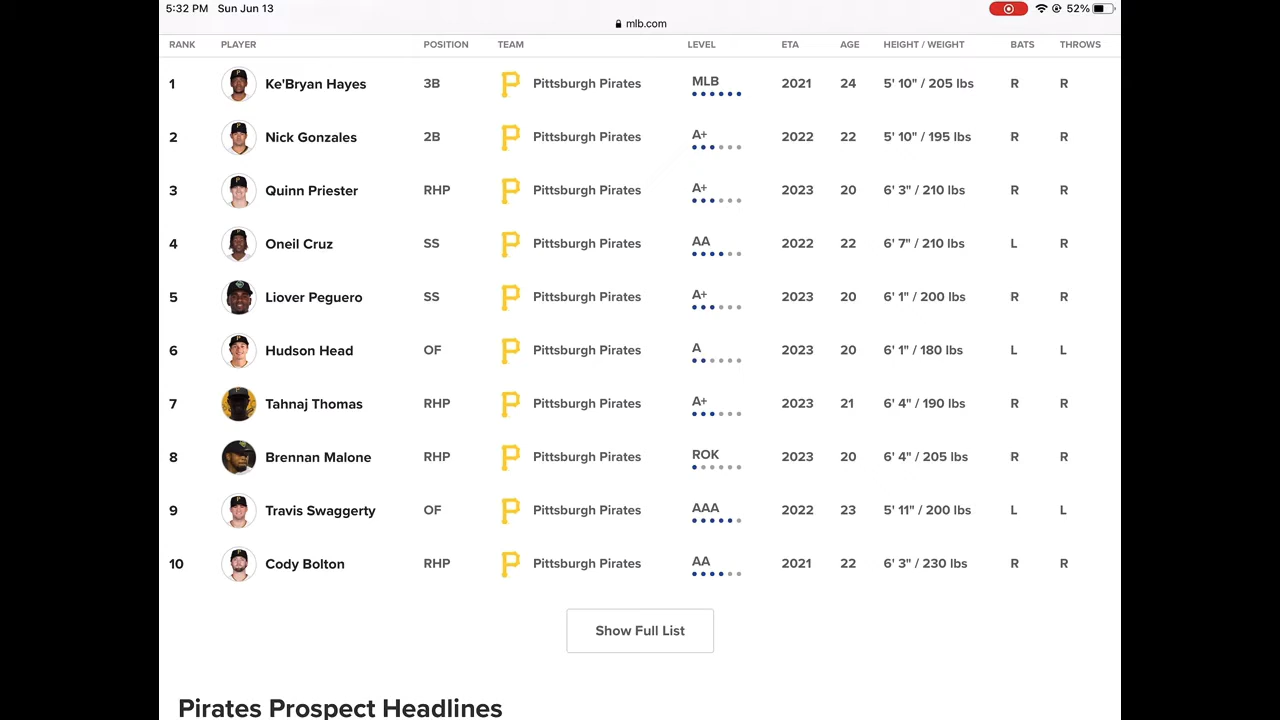 5:32 PM Sun Jun 13 52%
mlb.com
RANK PLAYER POSITION TEAM LEVEL ETA AGE HEIGHT / WEIGHT BATS THROWS
1 Ke'Bryan Hayes 3B P Pittsburgh Pirates MLB 2021 24 5' 10" / 205 lbs R R
2 Nick Gonzales 2B P Pittsburgh Pirates A+ 2022 22 5' 10" / 195 lbs R R
3 Quinn Priester RHP P Pittsburgh Pirates A+ 2023 20 6' 3" / 210 lbs R R
4 Oneil Cruz SS P Pittsburgh Pirates AA 2022 22 6' 7" / 210 lbs L R
5 Liover Peguero SS P Pittsburgh Pirates A+ 2023 20 6' 1" / 200 lbs R R
6 Hudson Head OF P Pittsburgh Pirates A 2023 20 6' 1" / 180 lbs L L
7 Tahnaj Thomas RHP P Pittsburgh Pirates A+ 2023 21 6' 4" / 190 lbs R R
8 Brennan Malone RHP P Pittsburgh Pirates ROK 2023 20 6' 4" / 205 lbs R R
9 Travis Swaggerty OF P Pittsburgh Pirates AAA 2022 23 5' 11" / 200 lbs L L
10 Cody Bolton RHP P Pittsburgh Pirates AA 2021 22 6' 3" / 230 lbs R R
Show Full List
Pirates Prospect Headlines